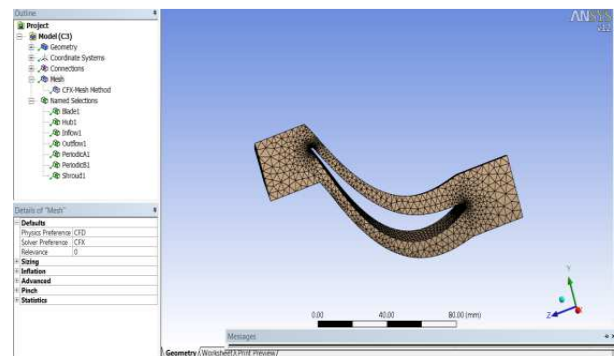 Outline
Project
Model (C3)
Geometry
Coordinate Systems
Connections
Mesh
CFX-Mesh Method
Named Selections
Blade1
Hub1
Inflow1
Outflow1
PeriodicA1
PeriodicB1
Shroud1
Details of "Mesh"
Defaults
Physics Preference CFD
Solver Preference CFX
Relevance 0
Sizing
Inflation
Advanced
Pinch
Statistics
ANSYS
v12
0.00 40.00 80.00 (mm)
Y
Z
X
Messages
Geometry Worksheet Print Preview